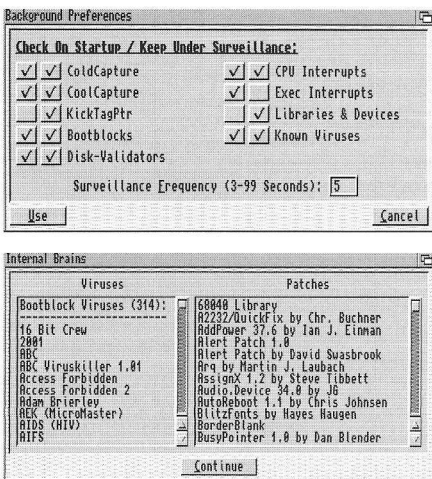 Background Preferences
Check On Startup / Keep Under Surveillance:
ColdCapture
CoolCapture
KickTagPtr
Bootblocks
Disk-Validators
CPU Interrupts
Exec Interrupts
Libraries & Devices
Known Viruses
Surveillance Frequency (3-99 Seconds): 5
Use
Cancel
Internal Brains
Viruses
Bootblock Viruses (314):
------------------------
16 Bit Crew
2001
ABC
ABC Viruskiller 1.01
Access Forbidden
Access Forbidden 2
Adam Brierley
AEK (MicroMaster)
AIDS (HIV)
AIFS
Patches
68040 Library
A2232/QuickFix by Chr. Buchner
AddPower 37.6 by Ian J. Einman
Alert Patch 1.0
Alert Patch by David Swasbrook
Arq by Martin J. Laubach
AssignX 1.2 by Steve Tibbett
Audio.Device 34.0 by JG
AutoReboot 1.1 by Chris Johnsen
BlitzFonts by Hayes Haugen
BorderBlank
BusyPointer 1.0 by Dan Blender
Continue